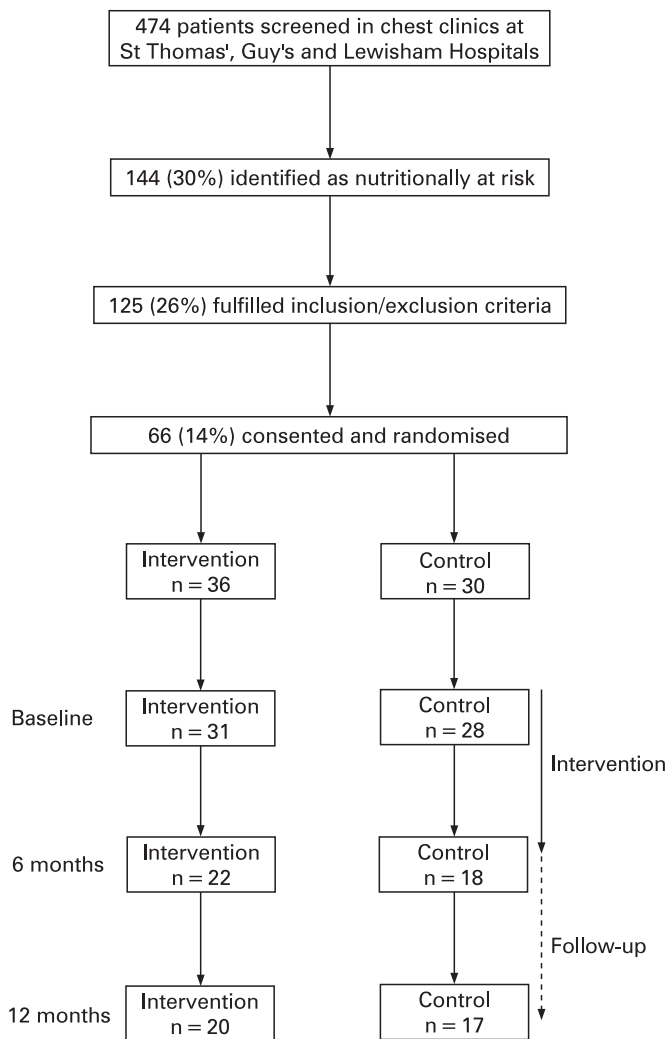 474 patients screened in chest clinics at
St Thomas', Guy's and Lewisham Hospitals
144 (30%) identified as nutritionally at risk
125 (26%) fulfilled inclusion/exclusion criteria
66 (14%) consented and randomised
Intervention
n = 36
Control
n = 30
Baseline
Intervention
n = 31
Control
n = 28
Intervention
6 months
Intervention
n = 22
Control
n = 18
Follow-up
12 months
Intervention
n = 20
Control
n = 17